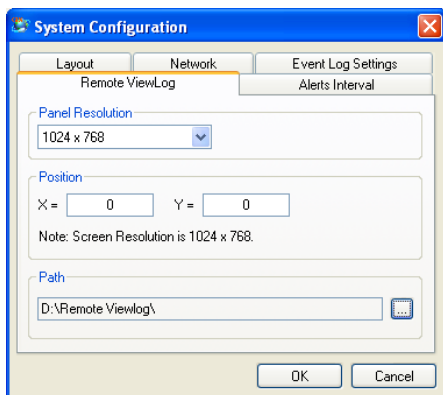 System Configuration
Layout Network Event Log Settings
Remote ViewLog Alerts Interval
Panel Resolution
1024 x 768
Position
X = 0 Y = 0
Note: Screen Resolution is 1024 x 768.
Path
D:\Remote Viewlog\ ...
OK Cancel